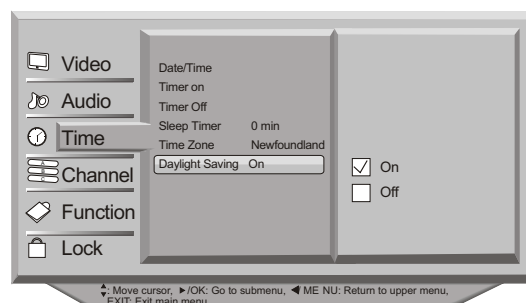 Video
Audio
Time
Channel
Function
Lock
Date/Time
Timer on
Timer Off
Sleep Timer 0 min
Time Zone Newfoundland
Daylight Saving On
On
Off
: Move cursor, ▶/OK: Go to submenu, ◀ ME NU: Return to upper menu,
EXIT: Exit main menu